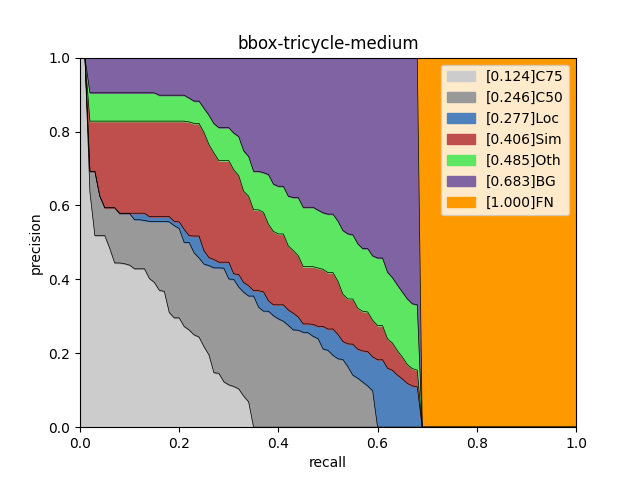 bbox-tricycle-medium
1.0
0.8
0.6
0.4
0.2
0.0
precision
[0.124]C75
[0.246]C50
[0.277]Loc
[0.406]Sim
[0.485]Oth
[0.683]BG
[1.000]FN
0.0 0.2 0.4 0.6 0.8 1.0
recall